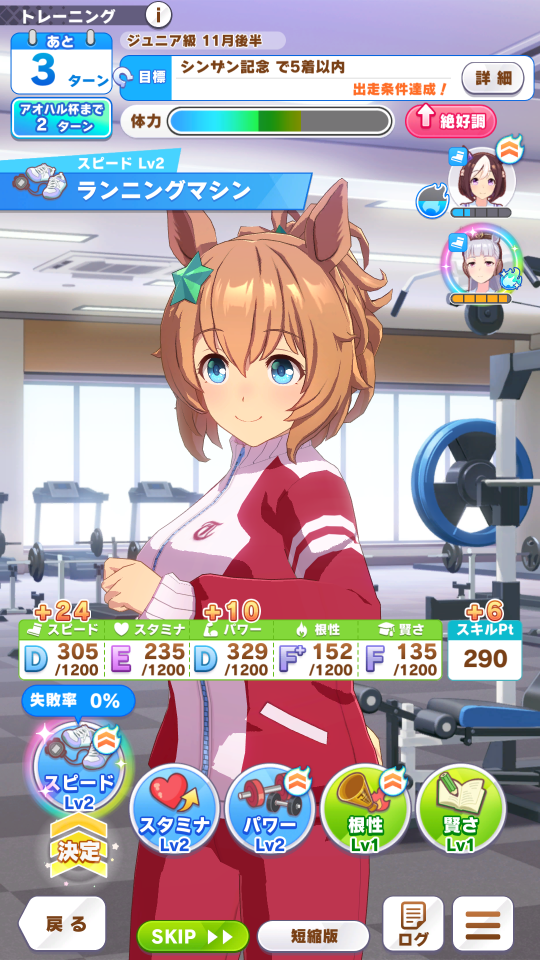 トレーニング
i
あと
3 ターン
アオハル杯まで
2 ターン
ジュニア級 11月後半
目標
シンザン記念 で5着以内
出走条件達成！
詳細
体力
絶好調
スピード Lv2
ランニングマシン
+24
+10
+6
スピード
スタミナ
パワー
根性
賢さ
スキルPt
D 305
/1200
E 235
/1200
D 329
/1200
F+ 152
/1200
F 135
/1200
290
失敗率 0%
スピード
Lv2
スタミナ
Lv2
パワー
Lv2
根性
Lv1
賢さ
Lv1
決定
戻る
SKIP
短縮版
ログ